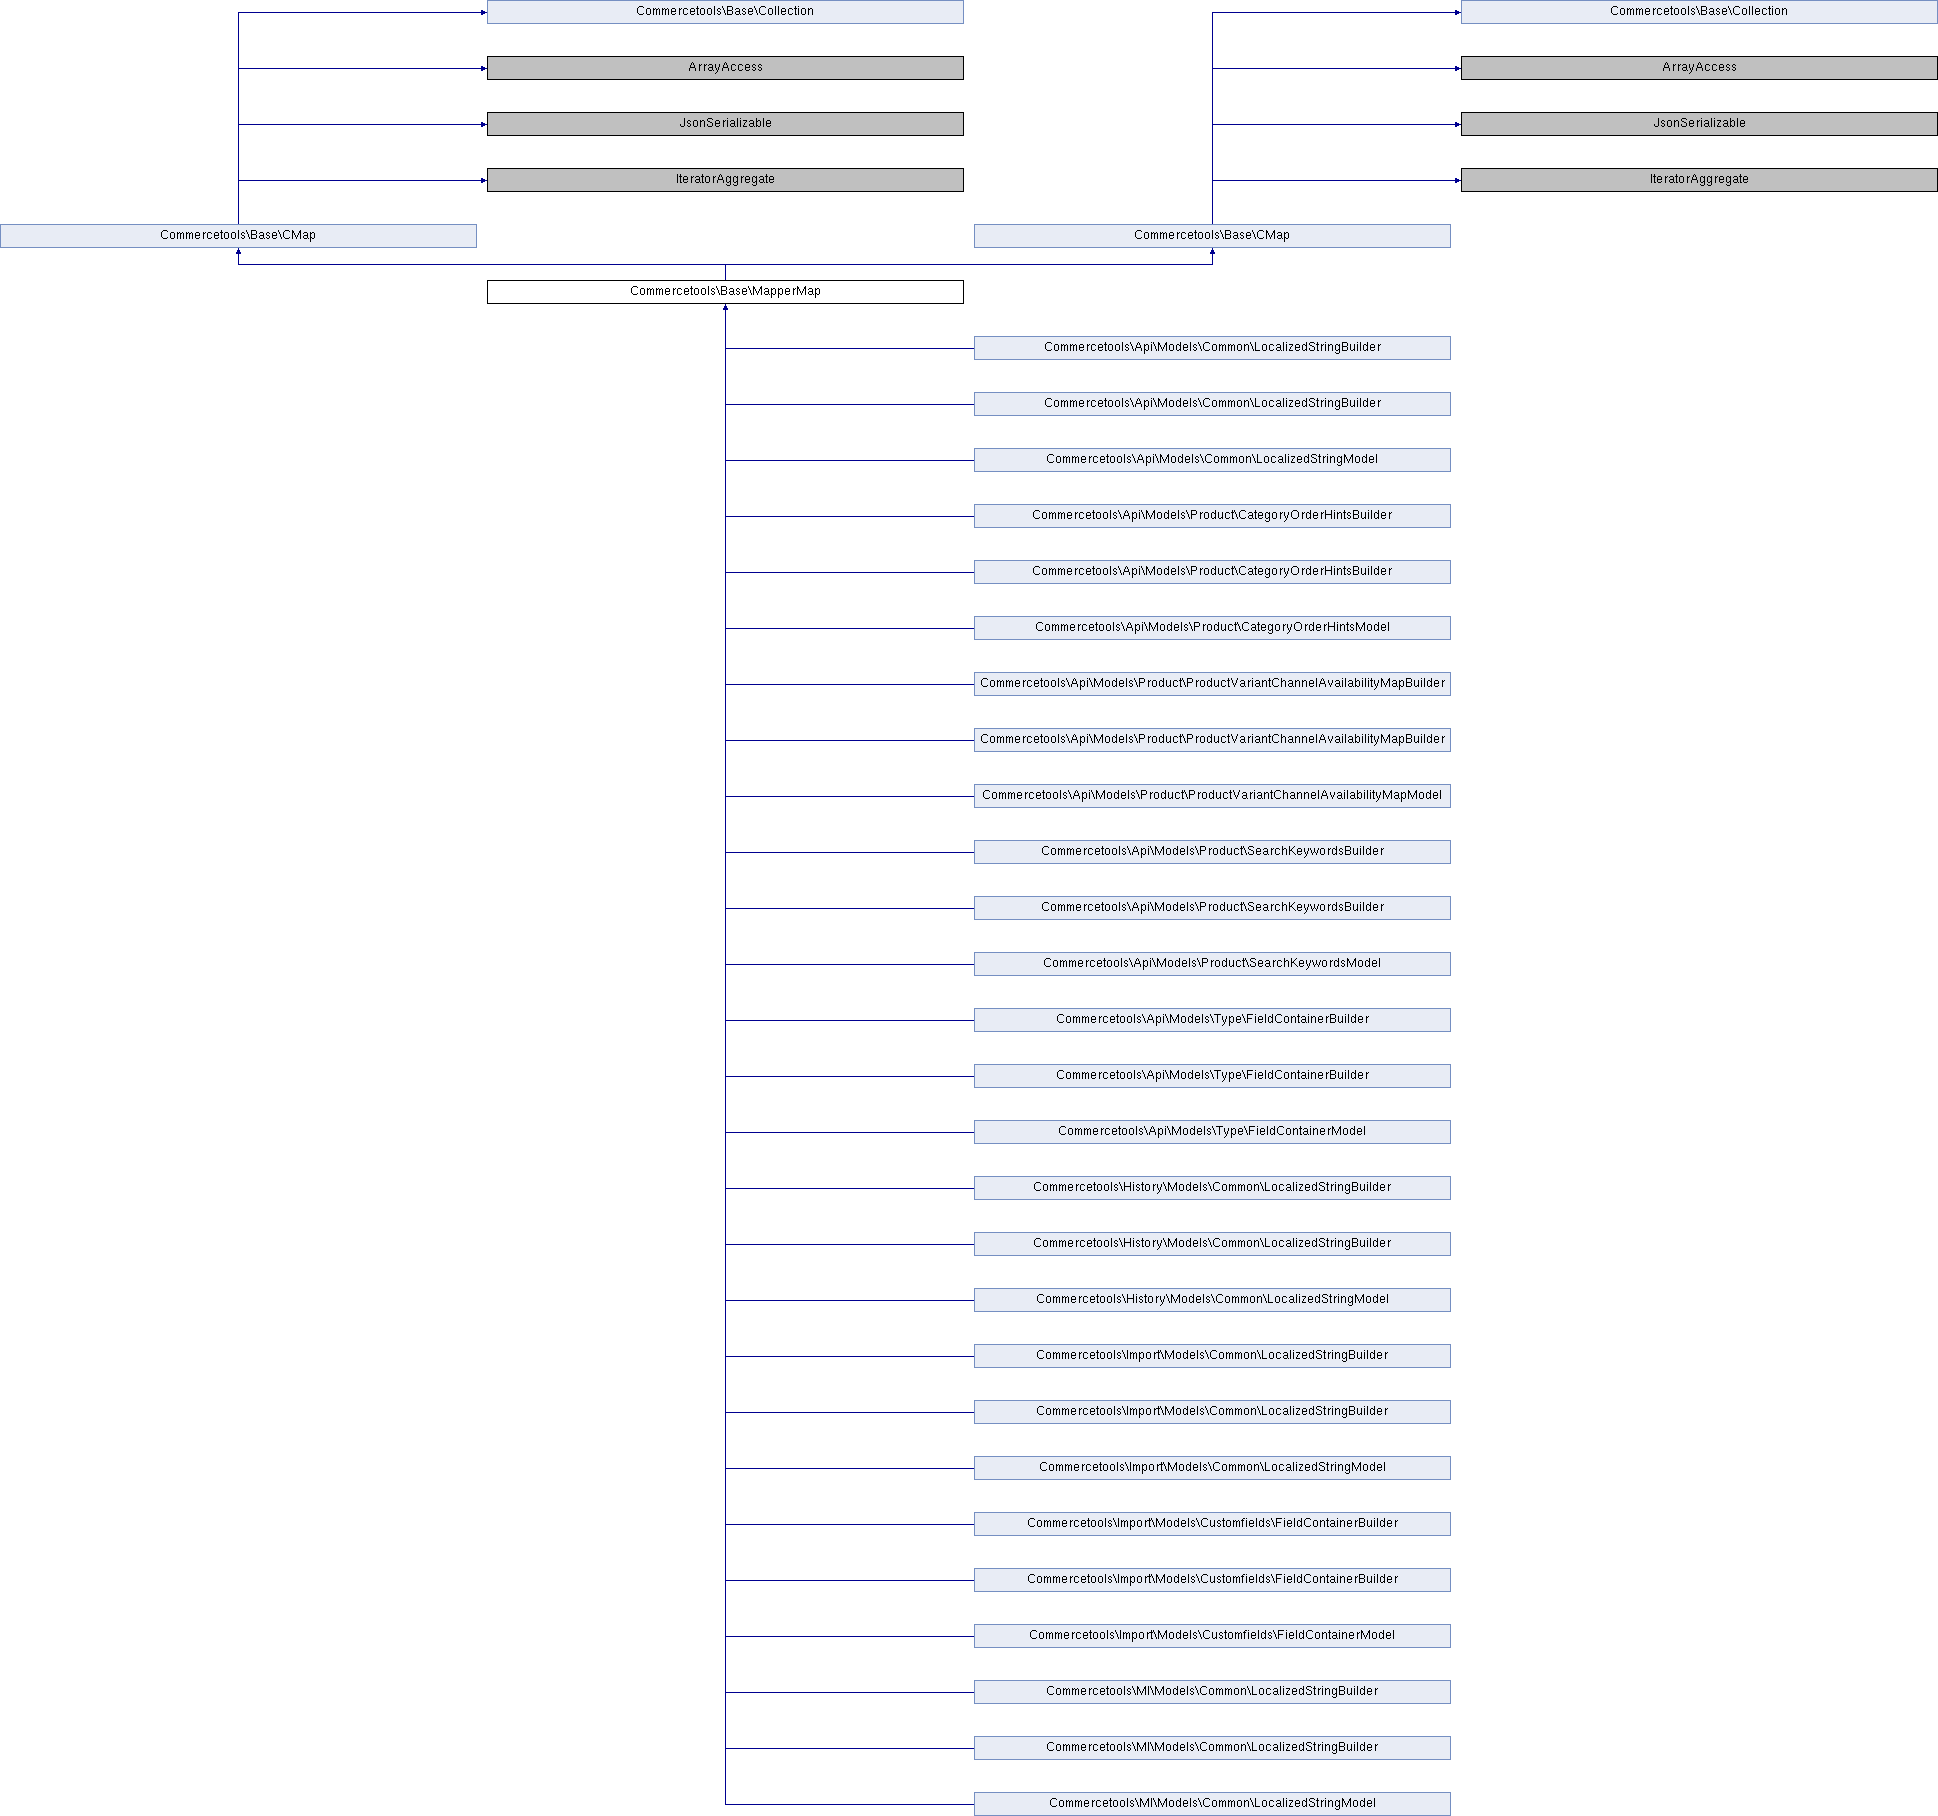 Commercetools\Base\Collection
Commercetools\Base\Collection
ArrayAccess
ArrayAccess
JsonSerializable
JsonSerializable
IteratorAggregate
IteratorAggregate
Commercetools\Base\CMap
Commercetools\Base\CMap
Commercetools\Base\MapperMap
Commercetools\Api\Models\Common\LocalizedStringBuilder
Commercetools\Api\Models\Common\LocalizedStringBuilder
Commercetools\Api\Models\Common\LocalizedStringModel
Commercetools\Api\Models\Product\CategoryOrderHintsBuilder
Commercetools\Api\Models\Product\CategoryOrderHintsBuilder
Commercetools\Api\Models\Product\CategoryOrderHintsModel
Commercetools\Api\Models\Product\ProductVariantChannelAvailabilityMapBuilder
Commercetools\Api\Models\Product\ProductVariantChannelAvailabilityMapBuilder
Commercetools\Api\Models\Product\ProductVariantChannelAvailabilityMapModel
Commercetools\Api\Models\Product\SearchKeywordsBuilder
Commercetools\Api\Models\Product\SearchKeywordsBuilder
Commercetools\Api\Models\Product\SearchKeywordsModel
Commercetools\Api\Models\Type\FieldContainerBuilder
Commercetools\Api\Models\Type\FieldContainerBuilder
Commercetools\Api\Models\Type\FieldContainerModel
Commercetools\History\Models\Common\LocalizedStringBuilder
Commercetools\History\Models\Common\LocalizedStringBuilder
Commercetools\History\Models\Common\LocalizedStringModel
Commercetools\Import\Models\Common\LocalizedStringBuilder
Commercetools\Import\Models\Common\LocalizedStringBuilder
Commercetools\Import\Models\Common\LocalizedStringModel
Commercetools\Import\Models\Customfields\FieldContainerBuilder
Commercetools\Import\Models\Customfields\FieldContainerBuilder
Commercetools\Import\Models\Customfields\FieldContainerModel
Commercetools\Ml\Models\Common\LocalizedStringBuilder
Commercetools\Ml\Models\Common\LocalizedStringBuilder
Commercetools\Ml\Models\Common\LocalizedStringModel